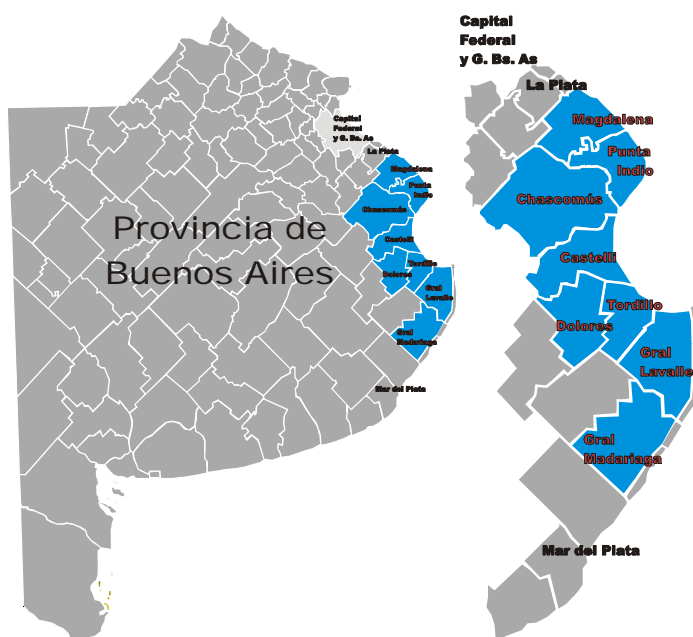 Capital
Federal
y G. Bs. As
La Plata
Magdalena
Punta
Indio
Chascomús
Castelli
Tordillo
Dolores
Gral
Lavalle
Gral
Madariaga
Mar del Plata
Provincia de
Buenos Aires
Capital
Federal
y G. Bs. As
La Plata
Magdalena
Punta
Indio
Chascomús
Castelli
Tordillo
Dolores
Gral
Lavalle
Gral
Madariaga
Mar del Plata